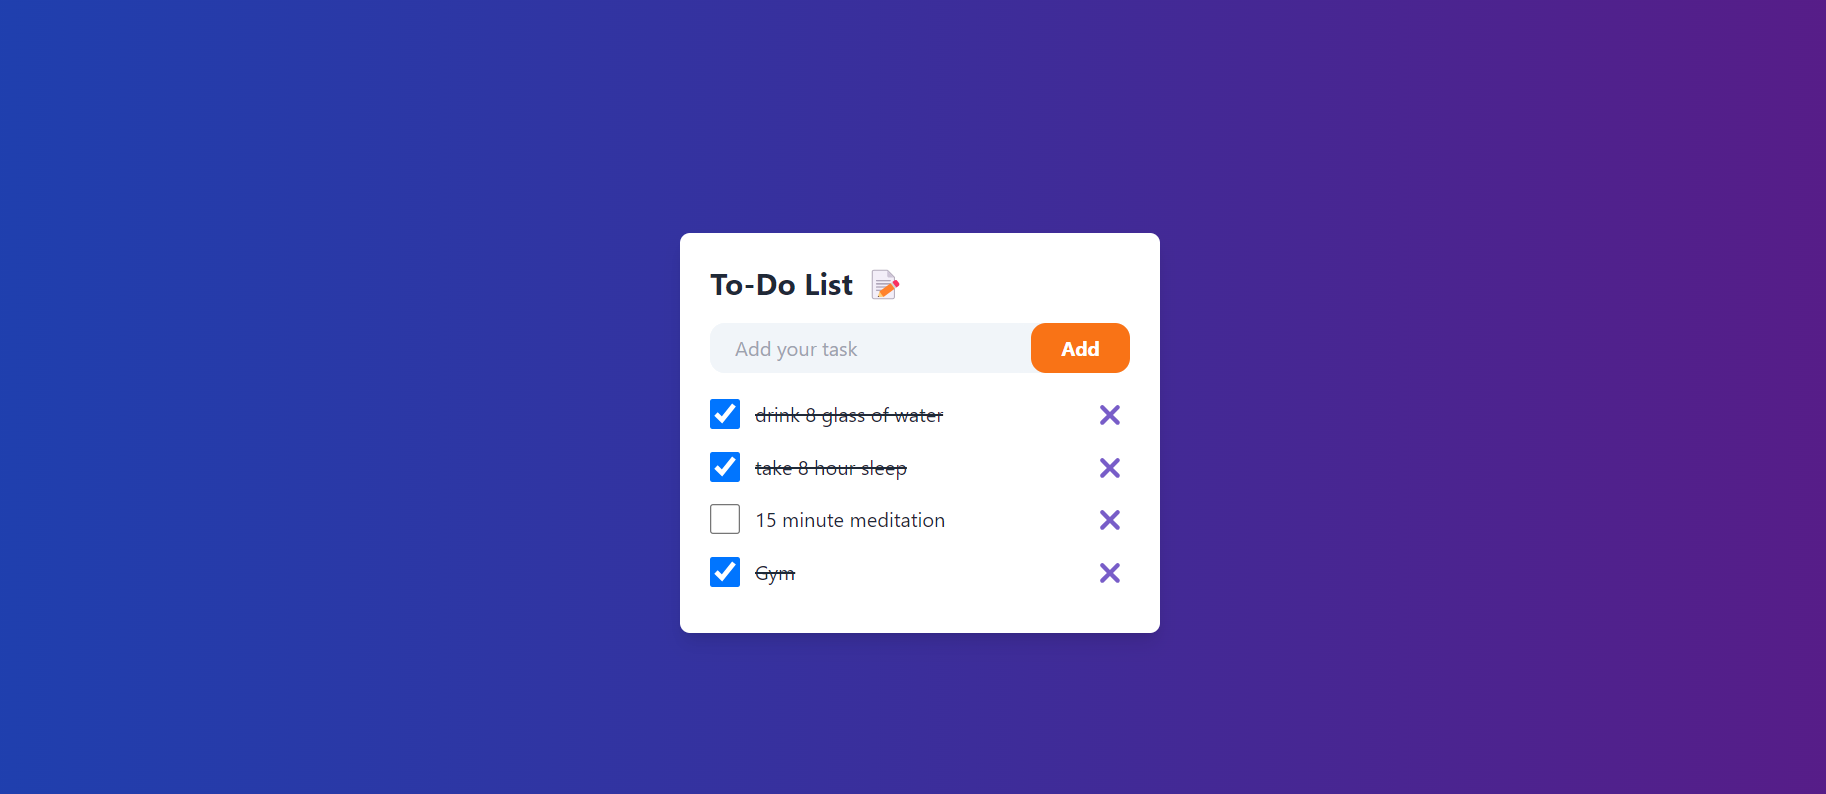 To-Do List 📝
Add your task
Add
drink 8 glass of water
take 8 hour sleep
15 minute meditation
Gym